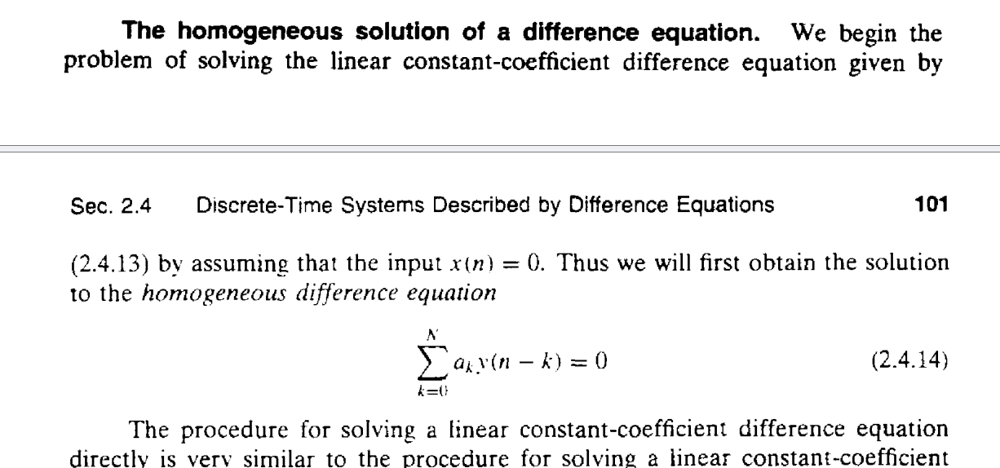 The homogeneous solution of a difference equation. We begin the
problem of solving the linear constant-coefficient difference equation given by
Sec. 2.4 Discrete-Time Systems Described by Difference Equations 101
(2.4.13) by assuming that the input x(n) = 0. Thus we will first obtain the solution
to the homogeneous difference equation
N
∑ a_k y(n − k) = 0 (2.4.14)
k=0
The procedure for solving a linear constant-coefficient difference equation
directly is very similar to the procedure for solving a linear constant-coefficient